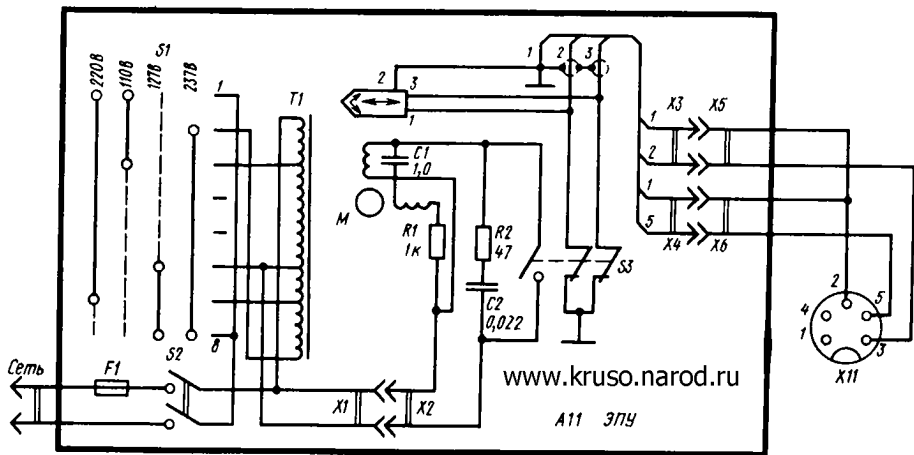 220В
110В
127В
S1
237В
1
T1
2
3
1
1
2
3
C1
1,0
М
R1
1к
R2
47
C2
0,022
S3
1
X3
X5
2
1
5
X4
X6
2
4
5
1
3
X11
8
S2
Сеть
F1
X1
X2
www.kruso.narod.ru
А11 ЭПУ